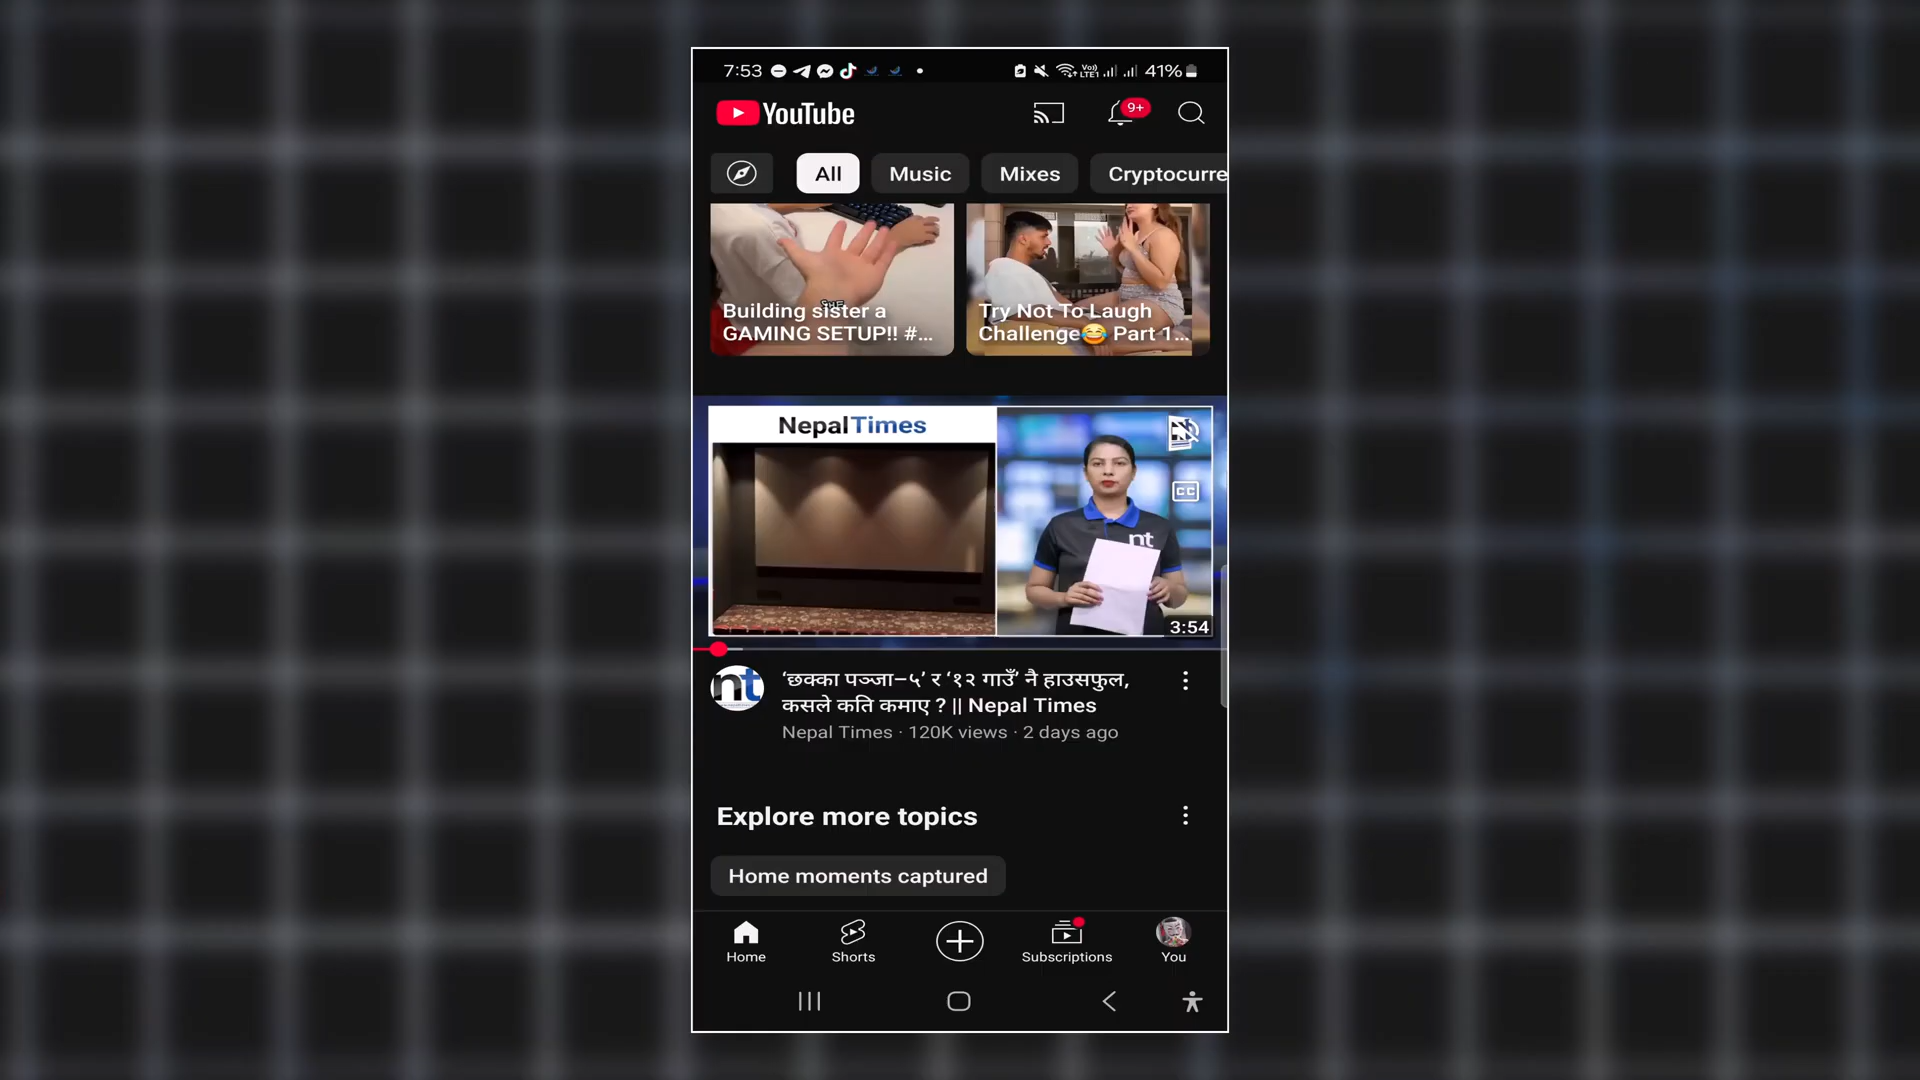 7:53
41%
YouTube
9+
All
Music
Mixes
Cryptocurre
Building sister a
GAMING SETUP!! #...
Try Not To Laugh
Challenge😂 Part 1...
NepalTimes
CC
nt
3:54
nt
‘छक्का पञ्जा–५’ र ‘१२ गाउँ’ नै हाउसफुल,
कसले कति कमाए ? || Nepal Times
Nepal Times · 120K views · 2 days ago
Explore more topics
Home moments captured
Home
Shorts
Subscriptions
You